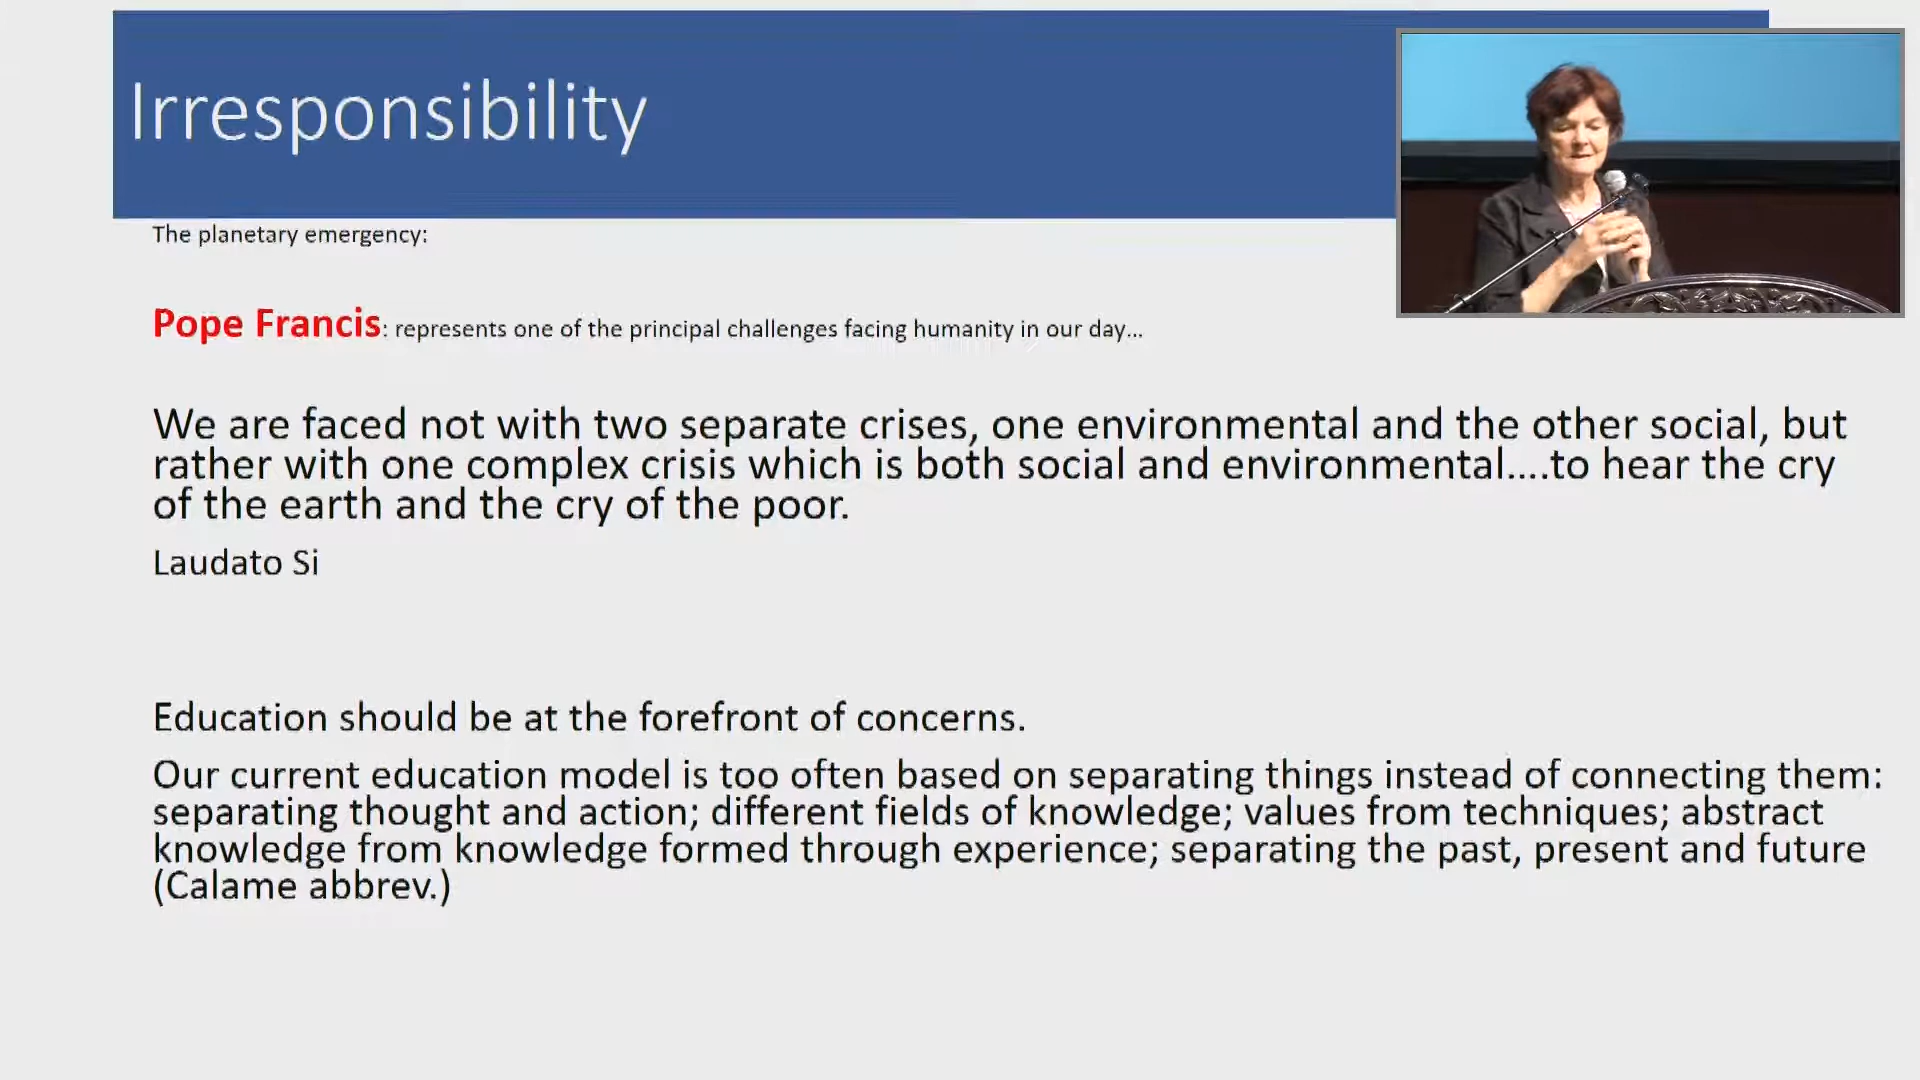 Irresponsibility
The planetary emergency:
Pope Francis: represents one of the principal challenges facing humanity in our day...
We are faced not with two separate crises, one environmental and the other social, but
rather with one complex crisis which is both social and environmental....to hear the cry
of the earth and the cry of the poor.
Laudato Si
Education should be at the forefront of concerns.
Our current education model is too often based on separating things instead of connecting them:
separating thought and action; different fields of knowledge; values from techniques; abstract
knowledge from knowledge formed through experience; separating the past, present and future
(Calame abbrev.)